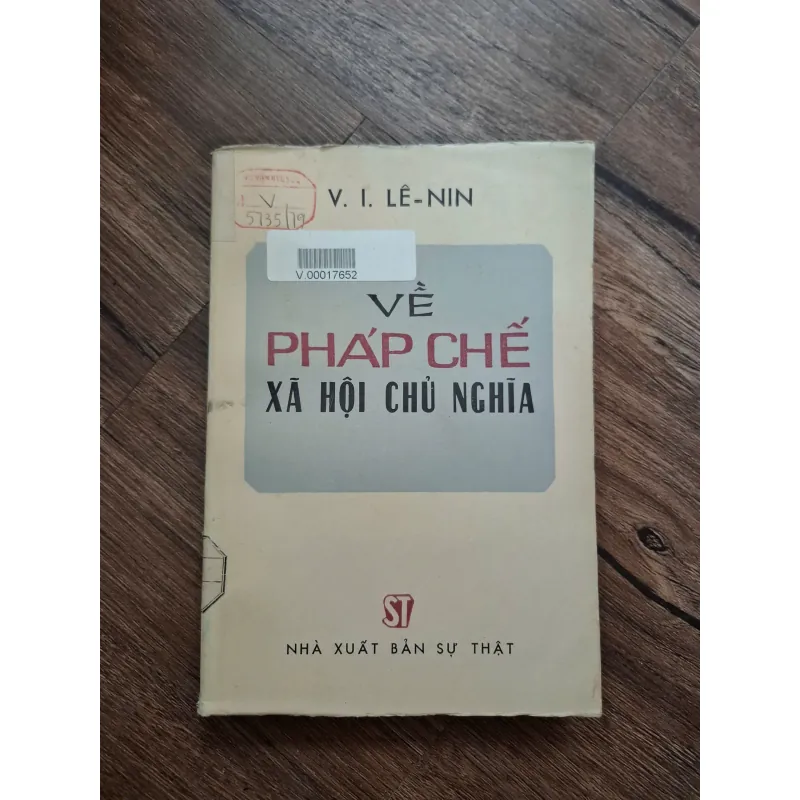 V. I. LÊ-NIN
V
5735/79
V.00017652
VỀ
PHÁP CHẾ
XÃ HỘI CHỦ NGHĨA
ST
NHÀ XUẤT BẢN SỰ THẬT